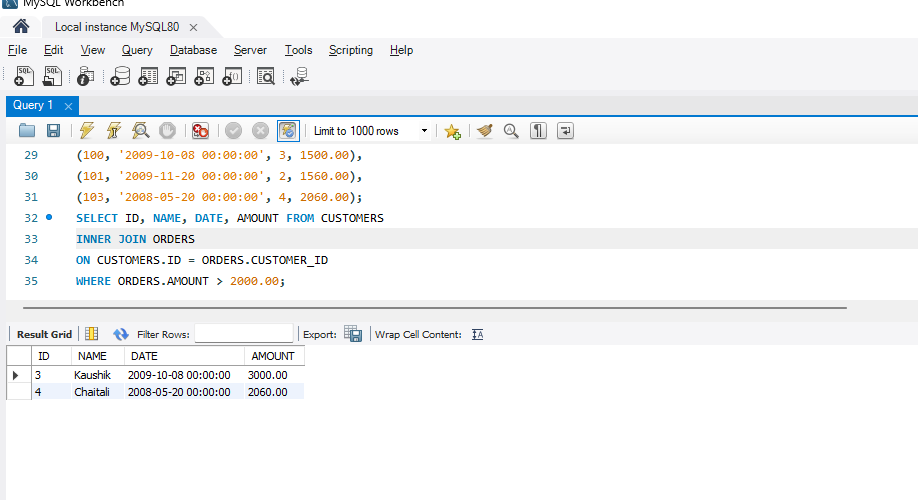 MySQL Workbench
Local instance MySQL80 ×
File Edit View Query Database Server Tools Scripting Help
SQL SQL
Query 1 ×
Limit to 1000 rows
29 (100, '2009-10-08 00:00:00', 3, 1500.00),
30 (101, '2009-11-20 00:00:00', 2, 1560.00),
31 (103, '2008-05-20 00:00:00', 4, 2060.00);
32 SELECT ID, NAME, DATE, AMOUNT FROM CUSTOMERS
33 INNER JOIN ORDERS
34 ON CUSTOMERS.ID = ORDERS.CUSTOMER_ID
35 WHERE ORDERS.AMOUNT > 2000.00;
Result Grid Filter Rows: Export: Wrap Cell Content: IA
ID NAME DATE AMOUNT
3 Kaushik 2009-10-08 00:00:00 3000.00
4 Chaitali 2008-05-20 00:00:00 2060.00